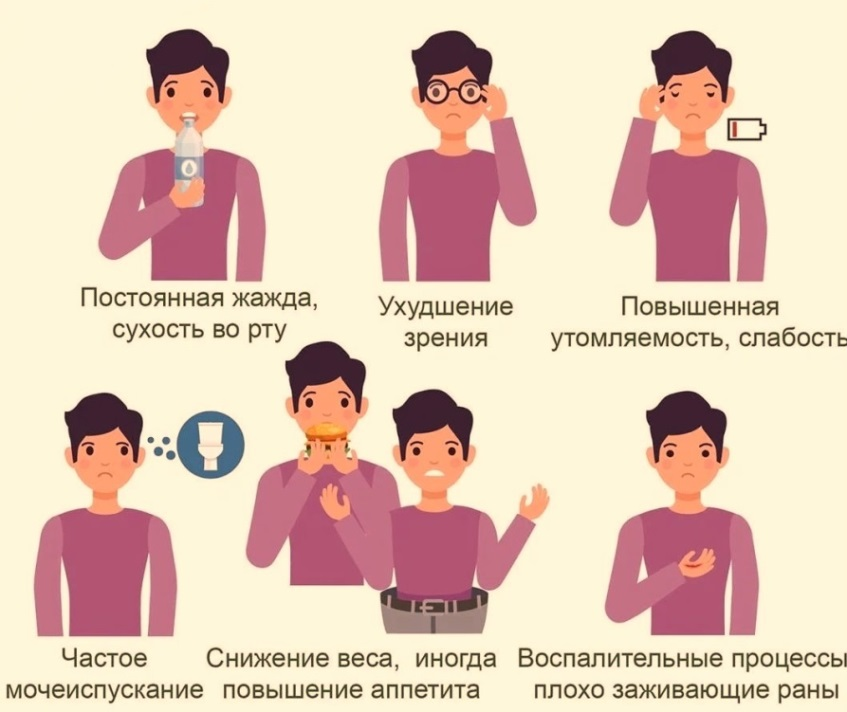 Постоянная жажда,
сухость во рту
Ухудшение
зрения
Повышенная
утомляемость, слабость
Частое
мочеиспускание
Снижение веса, иногда
повышение аппетита
Воспалительные процессы
плохо заживающие раны